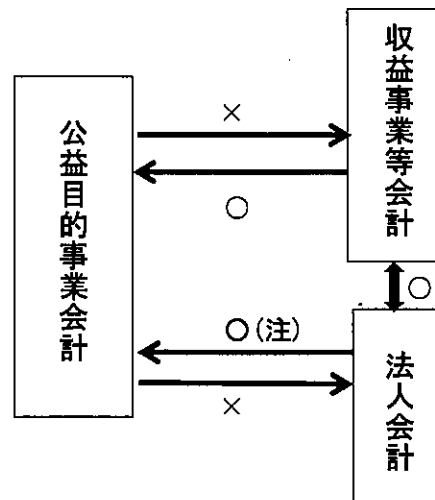 収益事業等会計
公益目的事業会計
×
○
○
○(注)
×
法人会計